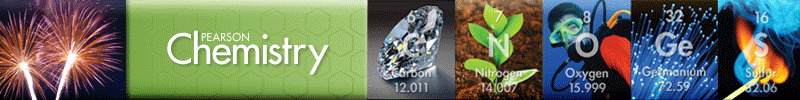 PEARSON
Chemistry
C
Carbon
12.011
7
N
Nitrogen
14.007
8
O
Oxygen
15.999
32
Ge
Germanium
72.59
16
S
Sulfur
32.06